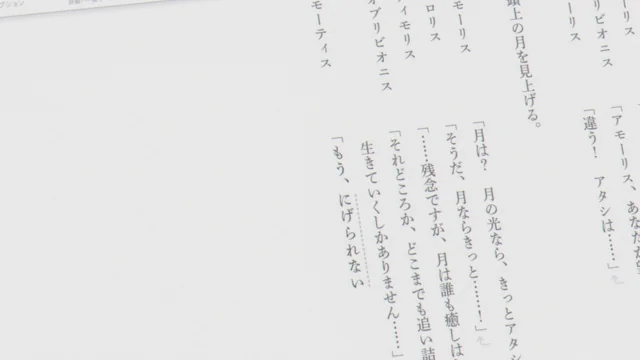 「アモーリス、あなたが
リビオニス
「違う！　アタシは……」
モーリス
頭上の月を見上げる。
モーリス
「月は？　月の光なら、きっとアタ
ロリス
「そうだ、月ならきっと……！」
ィモリス
「……残念ですが、月は誰も癒しは
オブリビオニス
「それどころか、どこまでも追い詰
生きていくしかありません……」
モーティス
「もう、にげられない
プション